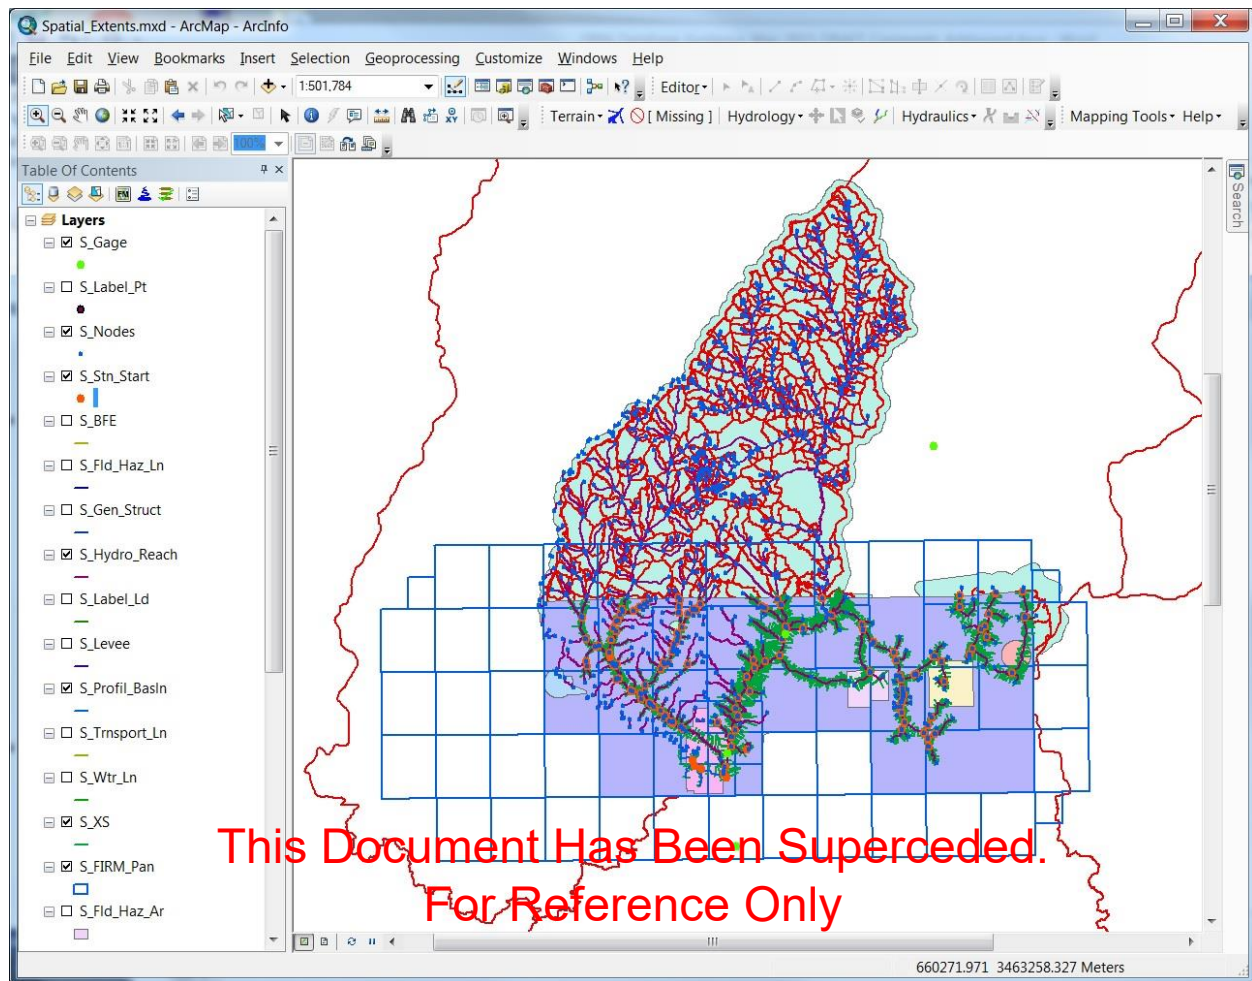 Spatial_Extents.mxd - ArcMap - ArcInfo
File Edit View Bookmarks Insert Selection Geoprocessing Customize Windows Help
1:501,784
Editor
Terrain [ Missing ] Hydrology Hydraulics Mapping Tools Help
100%
Table Of Contents
Search
Layers
S_Gage
S_Label_Pt
S_Nodes
S_Stn_Start
S_BFE
S_Fld_Haz_Ln
S_Gen_Struct
S_Hydro_Reach
S_Label_Ld
S_Levee
S_Profil_Basln
S_Trnsport_Ln
S_Wtr_Ln
S_XS
S_FIRM_Pan
S_Fld_Haz_Ar
This Document Has Been Superceded.
For Reference Only
660271.971 3463258.327 Meters